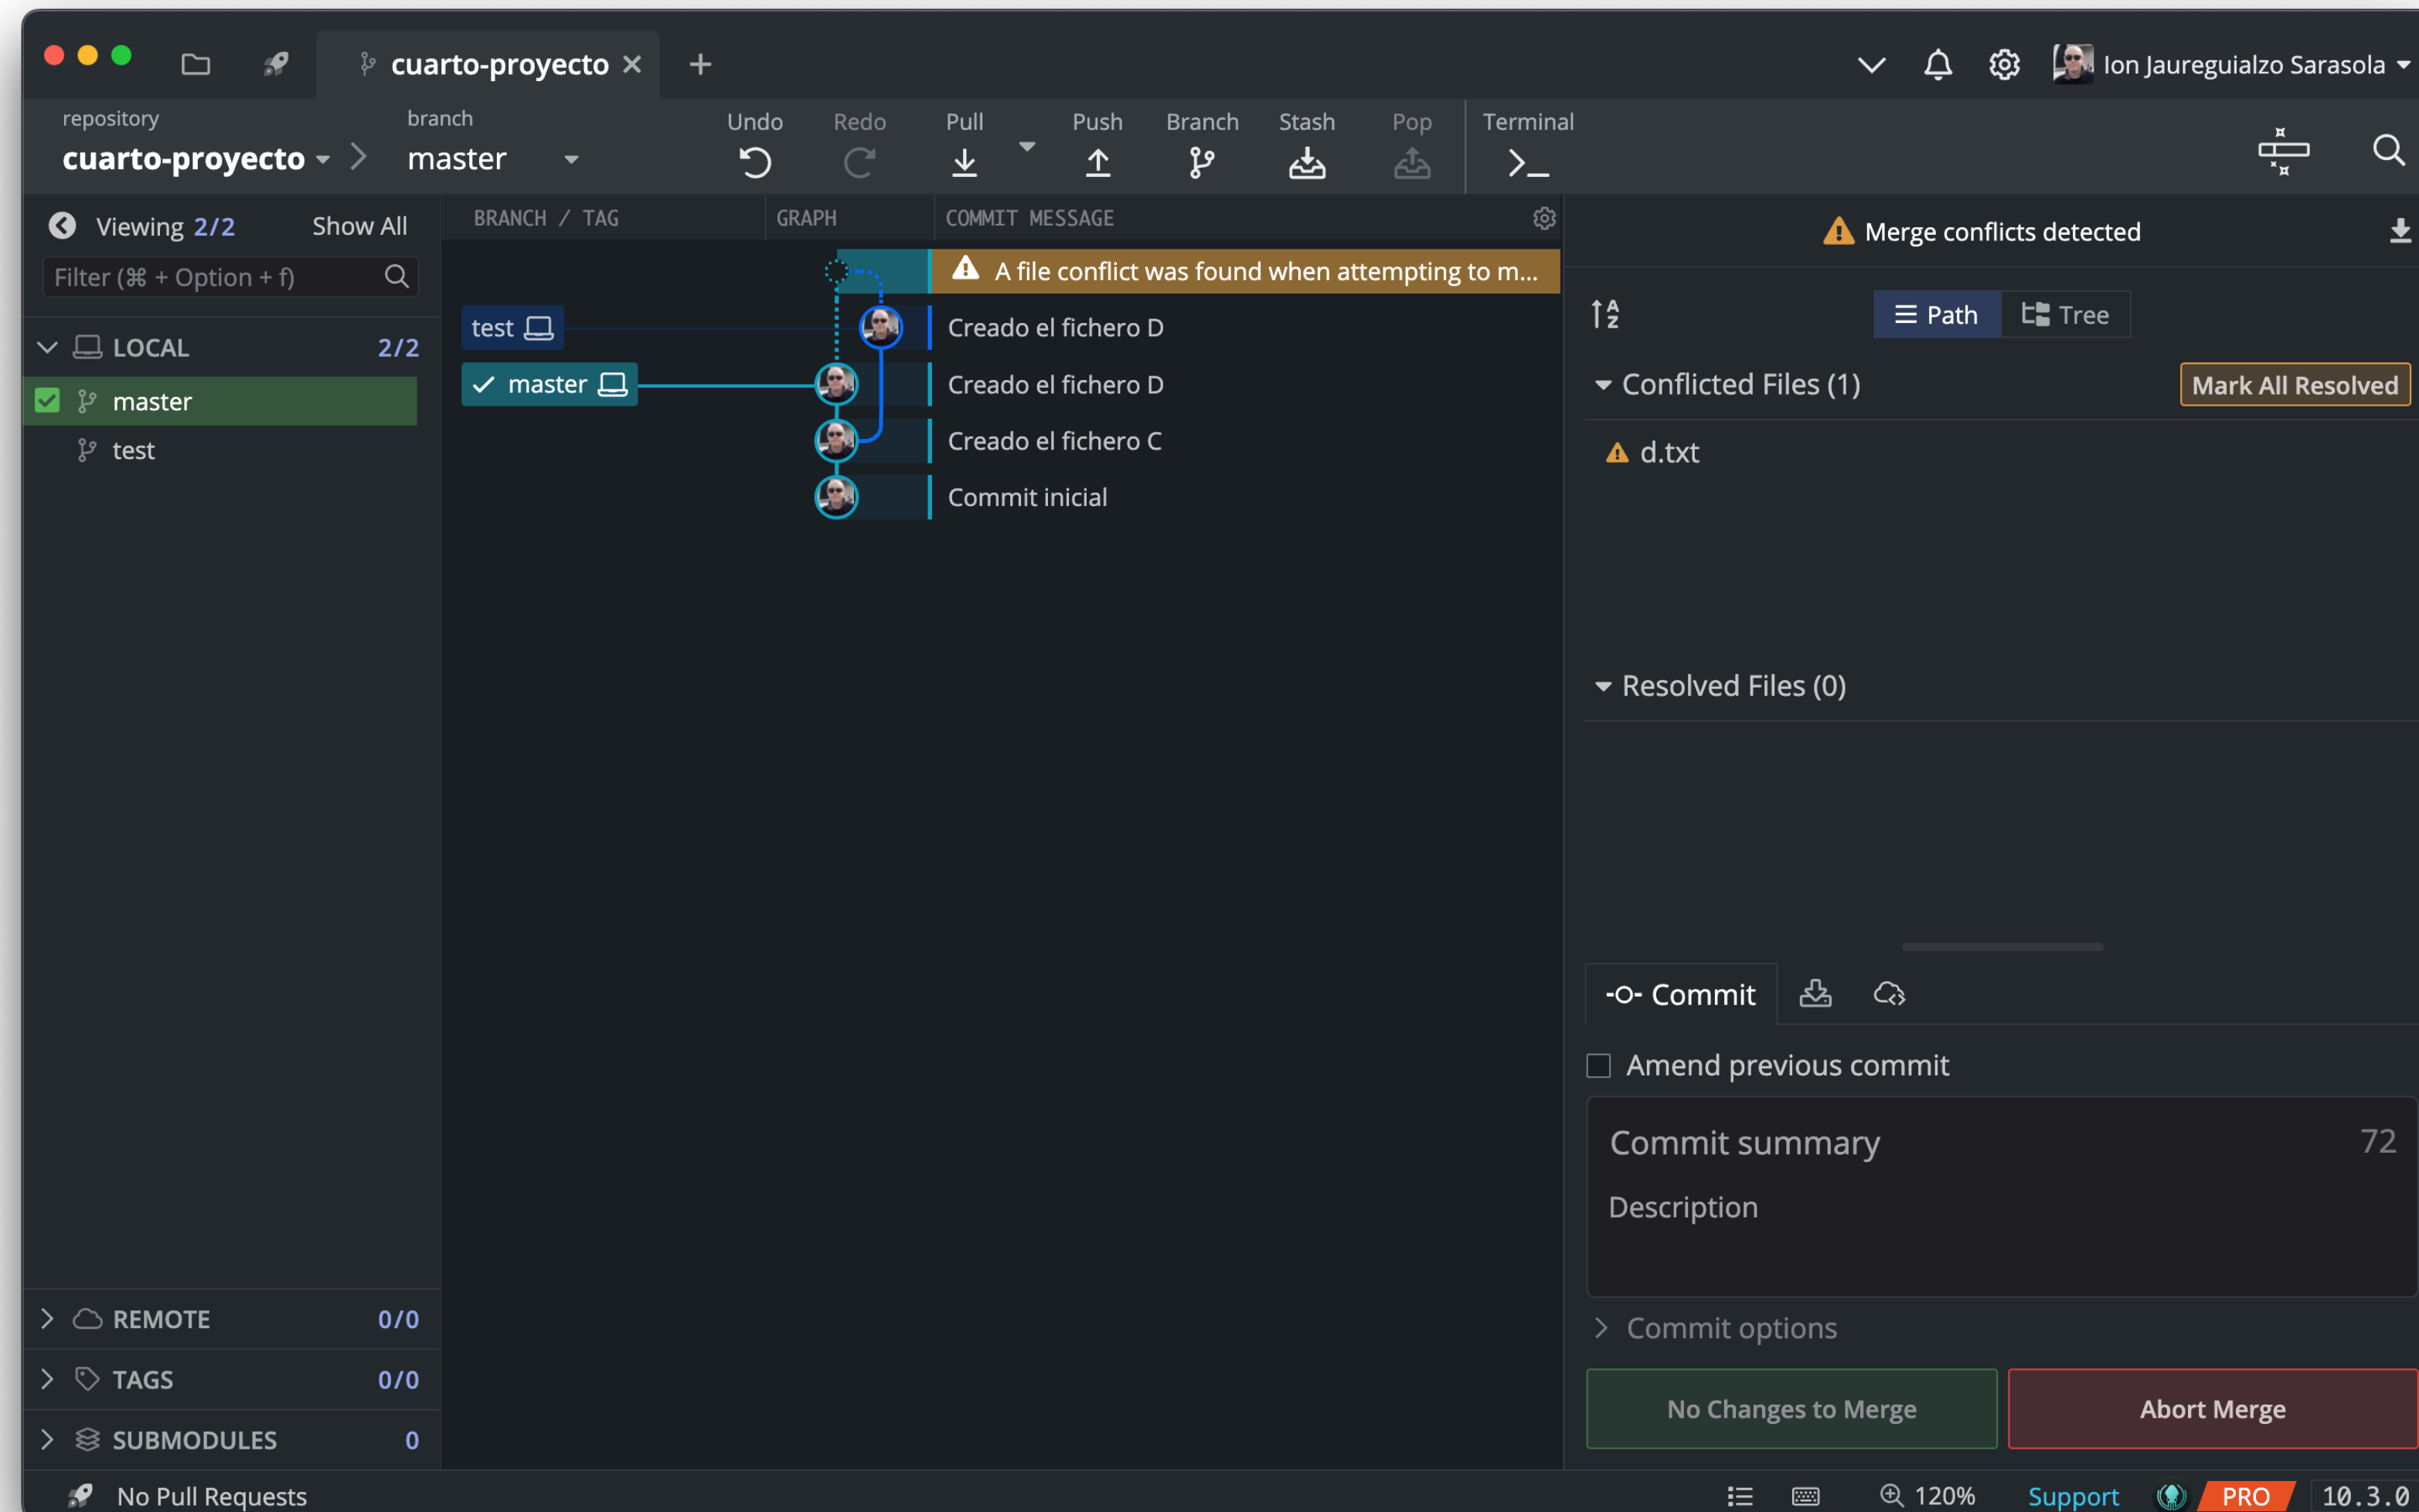 cuarto-proyecto
Ion Jaureguialzo Sarasola
repository
cuarto-proyecto
branch
master
Undo
Redo
Pull
Push
Branch
Stash
Pop
Terminal
Viewing 2/2
Show All
Filter (⌘ + Option + f)
LOCAL 2/2
master
test
REMOTE 0/0
TAGS 0/0
SUBMODULES 0
BRANCH / TAG
GRAPH
COMMIT MESSAGE
A file conflict was found when attempting to m...
test
Creado el fichero D
master
Creado el fichero D
Creado el fichero C
Commit inicial
Merge conflicts detected
Path
Tree
Conflicted Files (1)
Mark All Resolved
d.txt
Resolved Files (0)
Commit
Amend previous commit
Commit summary 72
Description
Commit options
No Changes to Merge
Abort Merge
No Pull Requests
120%
Support
PRO
10.3.0